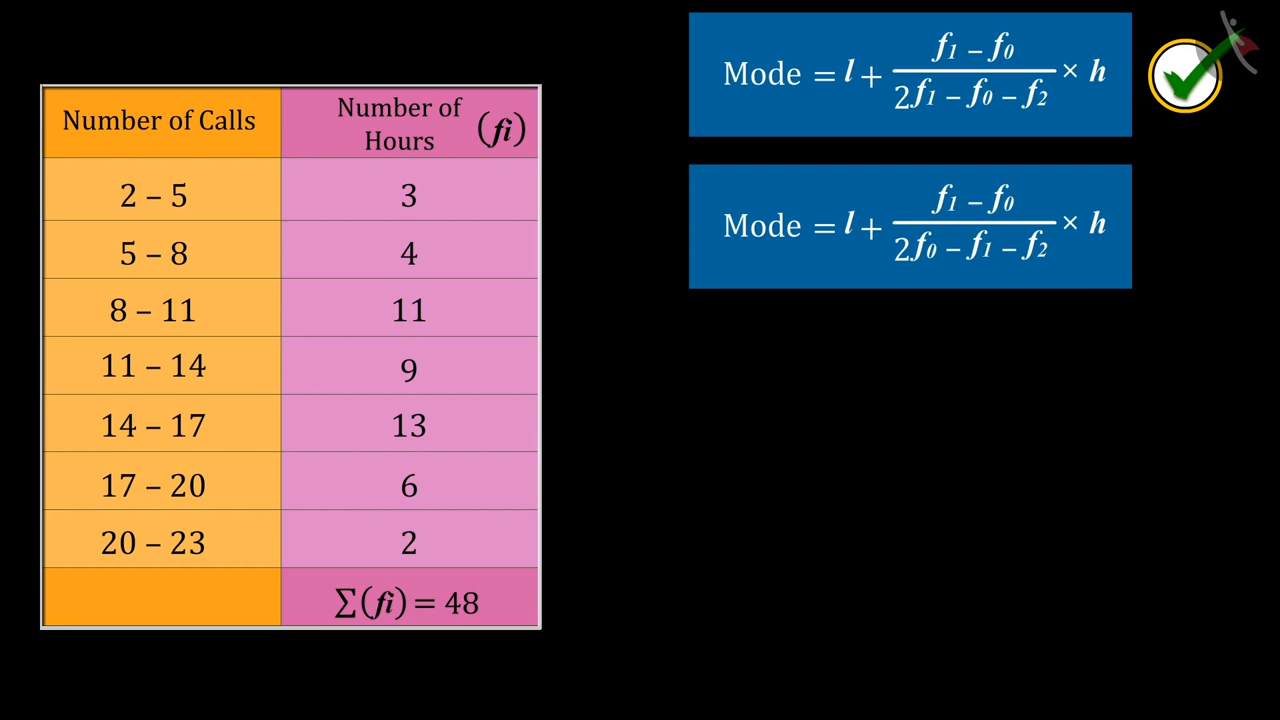 Number of Calls Number of Hours (fi)
2 – 5 3
5 – 8 4
8 – 11 11
11 – 14 9
14 – 17 13
17 – 20 6
20 – 23 2
∑(fi) = 48
Mode = l + (f₁ – f₀) / (2f₁ – f₀ – f₂) × h
Mode = l + (f₁ – f₀) / (2f₀ – f₁ – f₂) × h